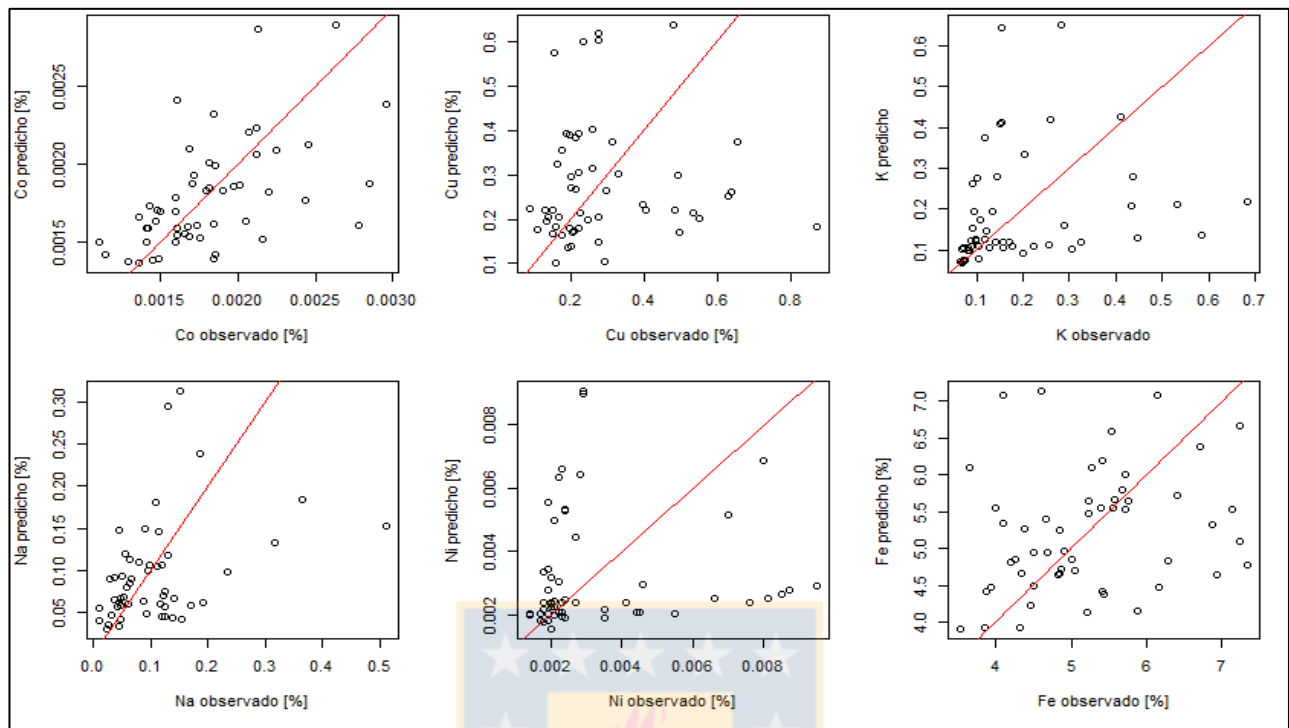 Co predicho [%]
0.0015 0.0020 0.0025
0.0015 0.0020 0.0025 0.0030
Co observado [%]
Cu predicho [%]
0.1 0.2 0.3 0.4 0.5 0.6
0.2 0.4 0.6 0.8
Cu observado [%]
K predicho
0.1 0.2 0.3 0.4 0.5 0.6
0.1 0.2 0.3 0.4 0.5 0.6 0.7
K observado
Na predicho [%]
0.05 0.10 0.15 0.20 0.25 0.30
0.0 0.1 0.2 0.3 0.4 0.5
Na observado [%]
Ni predicho [%]
0.002 0.004 0.006 0.008
0.002 0.004 0.006 0.008
Ni observado [%]
Fe predicho [%]
4.0 4.5 5.0 5.5 6.0 6.5 7.0
4 5 6 7
Fe observado [%]